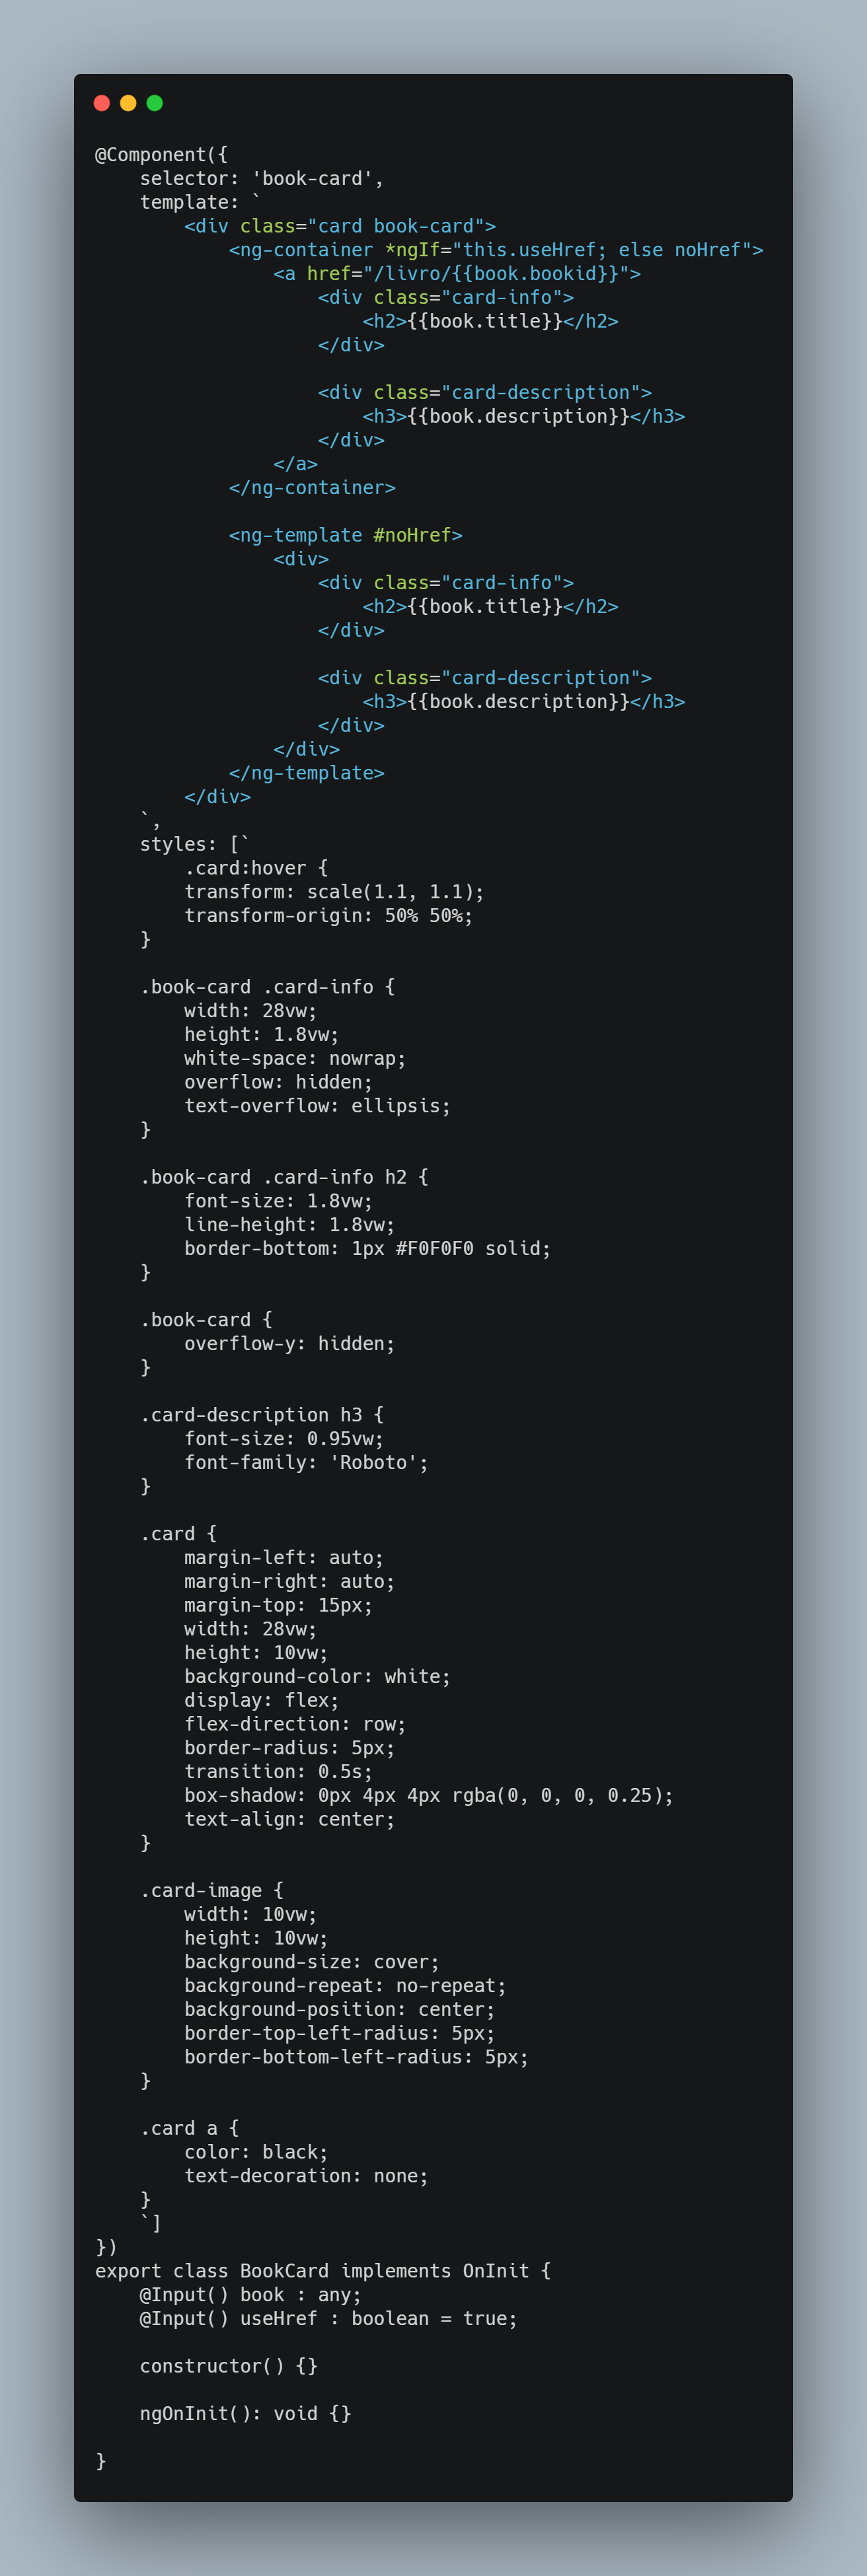 @Component({
    selector: 'book-card',
    template: `
        <div class="card book-card">
            <ng-container *ngIf="this.useHref; else noHref">
                <a href="/livro/{{book.bookid}}">
                    <div class="card-info">
                        <h2>{{book.title}}</h2>
                    </div>

                    <div class="card-description">
                        <h3>{{book.description}}</h3>
                    </div>
                </a>
            </ng-container>

            <ng-template #noHref>
                <div>
                    <div class="card-info">
                        <h2>{{book.title}}</h2>
                    </div>

                    <div class="card-description">
                        <h3>{{book.description}}</h3>
                    </div>
                </div>
            </ng-template>
        </div>
    `,
    styles: [`
        .card:hover {
        transform: scale(1.1, 1.1);
        transform-origin: 50% 50%;
    }

    .book-card .card-info {
        width: 28vw;
        height: 1.8vw;
        white-space: nowrap;
        overflow: hidden;
        text-overflow: ellipsis;
    }

    .book-card .card-info h2 {
        font-size: 1.8vw;
        line-height: 1.8vw;
        border-bottom: 1px #F0F0F0 solid;
    }

    .book-card {
        overflow-y: hidden;
    }

    .card-description h3 {
        font-size: 0.95vw;
        font-family: 'Roboto';
    }

    .card {
        margin-left: auto;
        margin-right: auto;
        margin-top: 15px;
        width: 28vw;
        height: 10vw;
        background-color: white;
        display: flex;
        flex-direction: row;
        border-radius: 5px;
        transition: 0.5s;
        box-shadow: 0px 4px 4px rgba(0, 0, 0, 0.25);
        text-align: center;
    }

    .card-image {
        width: 10vw;
        height: 10vw;
        background-size: cover;
        background-repeat: no-repeat;
        background-position: center;
        border-top-left-radius: 5px;
        border-bottom-left-radius: 5px;
    }

    .card a {
        color: black;
        text-decoration: none;
    }
    `]
})
export class BookCard implements OnInit {
    @Input() book : any;
    @Input() useHref : boolean = true;

    constructor() {}

    ngOnInit(): void {}

}